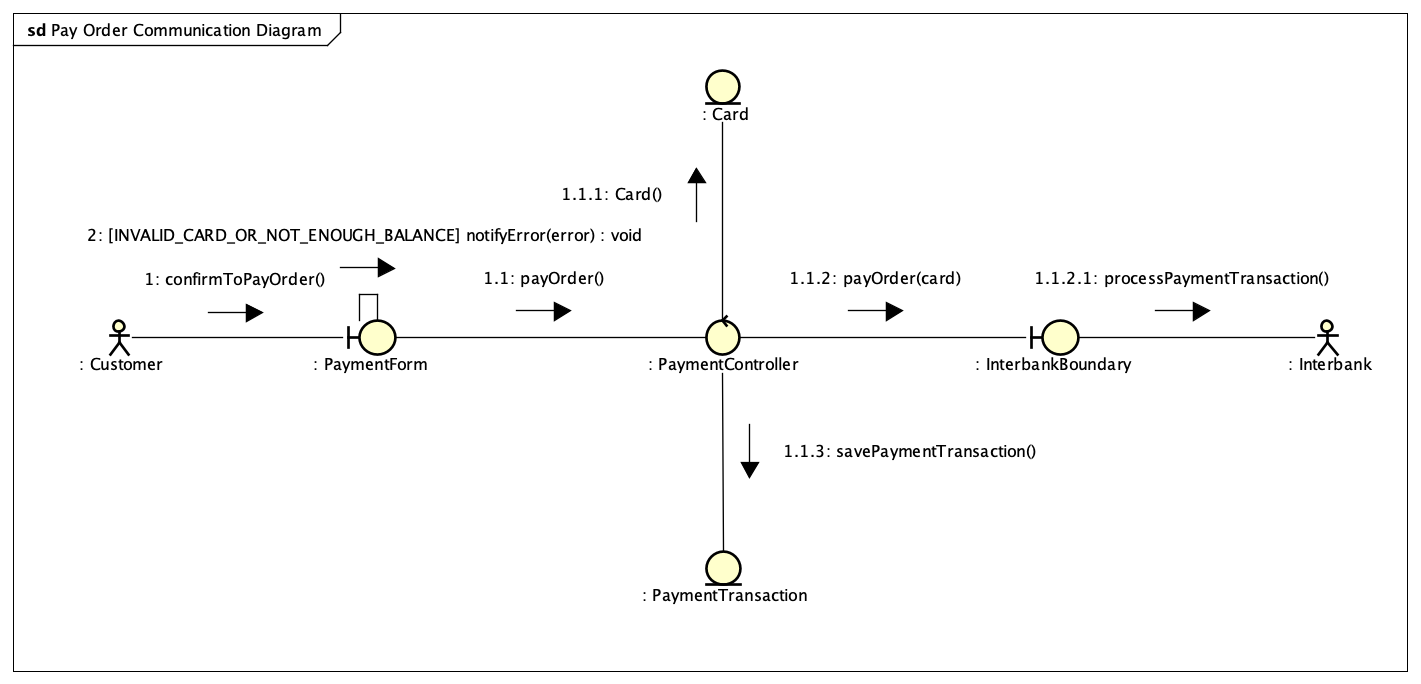 sd Pay Order Communication Diagram
: Card
1.1.1: Card()
2: [INVALID_CARD_OR_NOT_ENOUGH_BALANCE] notifyError(error) : void
1: confirmToPayOrder()
1.1: payOrder()
1.1.2: payOrder(card)
1.1.2.1: processPaymentTransaction()
: Customer
: PaymentForm
: PaymentController
: InterbankBoundary
: Interbank
1.1.3: savePaymentTransaction()
: PaymentTransaction